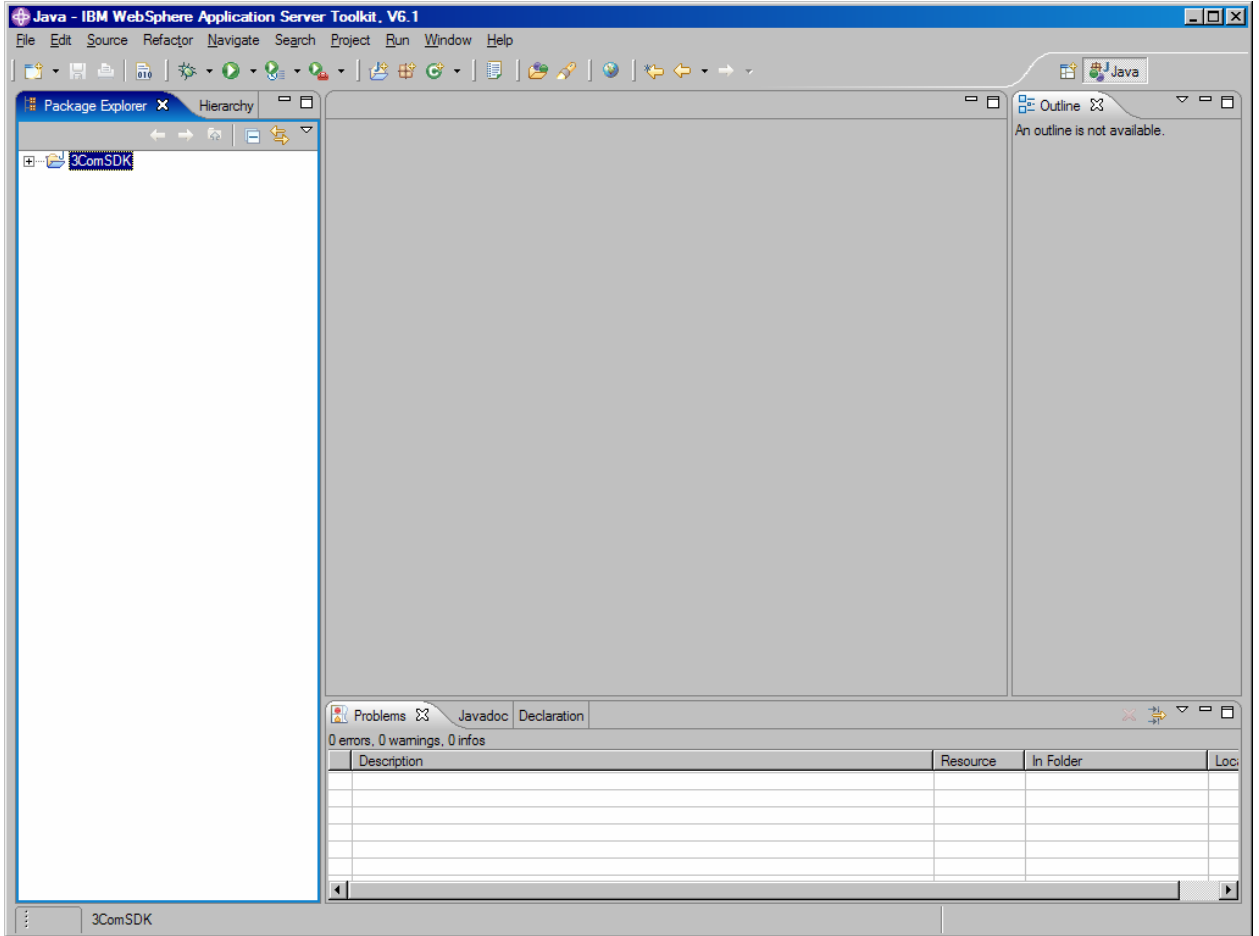 Java - IBM WebSphere Application Server Toolkit, V6.1
File Edit Source Refactor Navigate Search Project Run Window Help
010
Java
Package Explorer Hierarchy
Outline
An outline is not available.
3ComSDK
Problems Javadoc Declaration
0 errors, 0 warnings, 0 infos
Description Resource In Folder Loca
3ComSDK